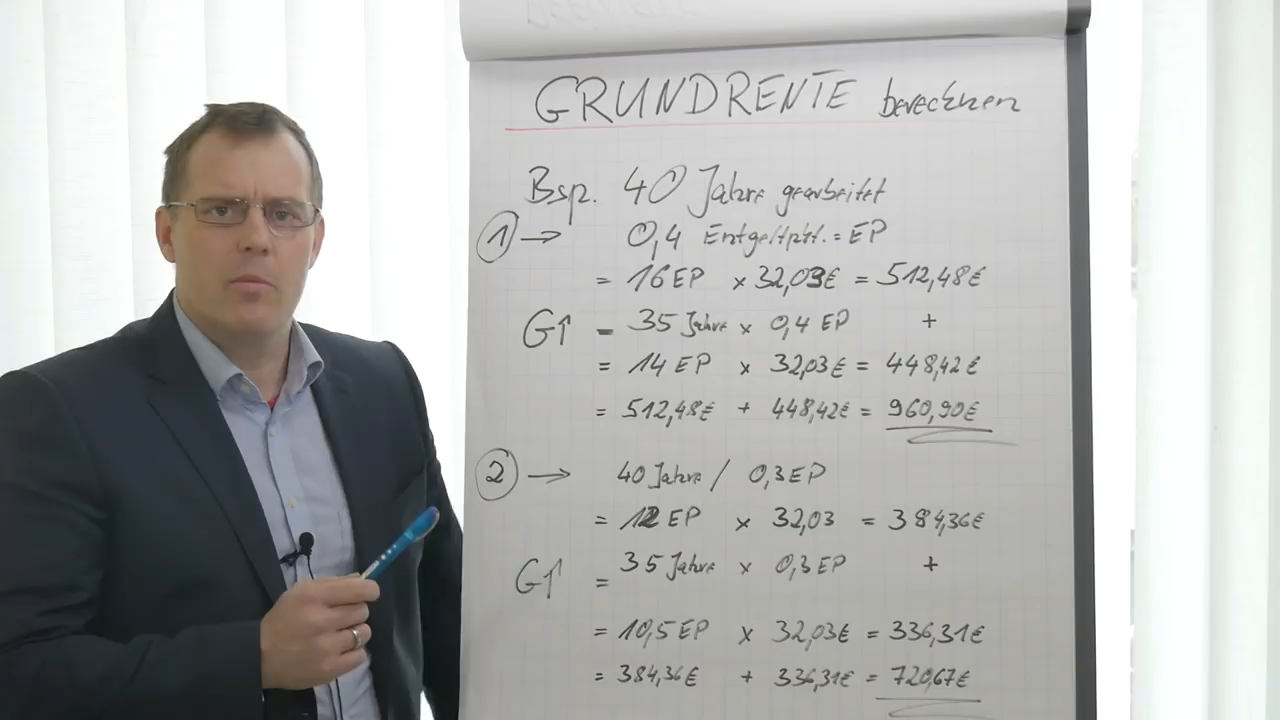 GRUNDRENTE berechnen
Bsp. 40 Jahre gearbeitet
1 → 0,4 Entgeltpkt. = EP
= 16 EP × 32,03€ = 512,48€
G↑ = 35 Jahre × 0,4 EP +
= 14 EP × 32,03€ = 448,42€
= 512,48€ + 448,42€ = 960,90€
2 → 40 Jahre / 0,3 EP
= 12 EP × 32,03 = 384,36€
G↑ = 35 Jahre × 0,3 EP +
= 10,5 EP × 32,03€ = 336,31€
= 384,36€ + 336,31€ = 720,67€